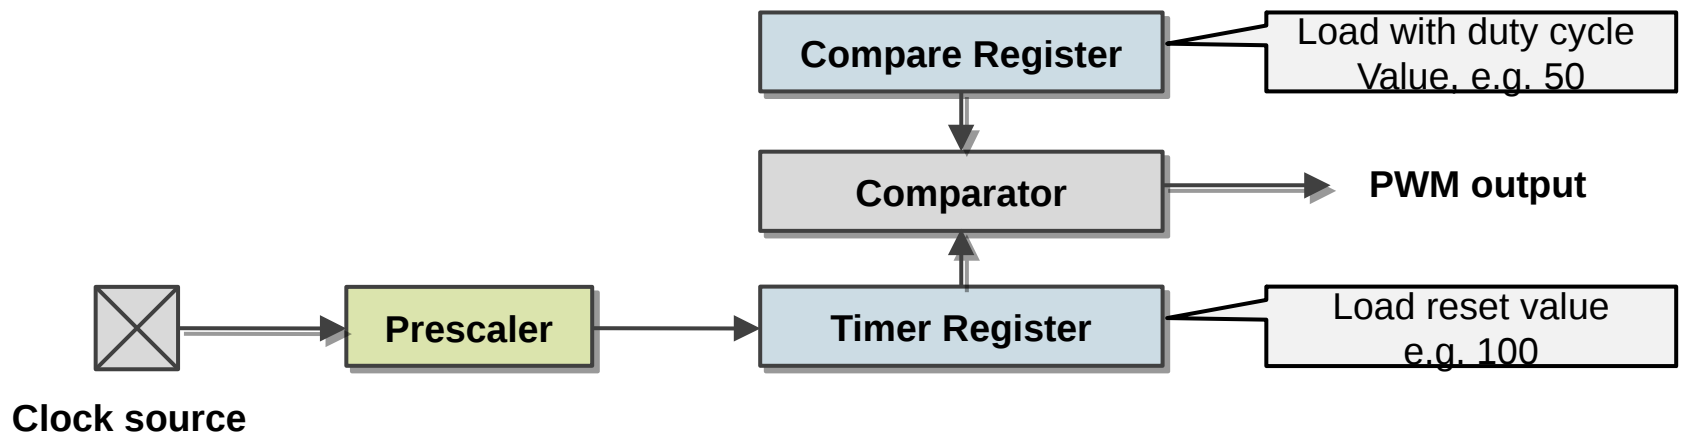 Compare Register
Load with duty cycle
Value, e.g. 50
Comparator
PWM output
Prescaler
Timer Register
Load reset value
e.g. 100
Clock source